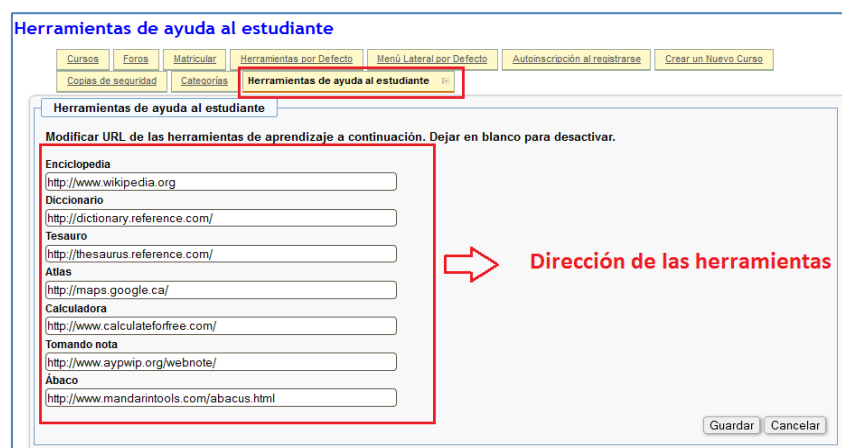 Herramientas de ayuda al estudiante
Cursos Foros Matricular Herramientas por Defecto Menú Lateral por Defecto Autoinscripción al registrarse Crear un Nuevo Curso
Copias de seguridad Categorías Herramientas de ayuda al estudiante
Herramientas de ayuda al estudiante
Modificar URL de las herramientas de aprendizaje a continuación. Dejar en blanco para desactivar.
Enciclopedia
http://www.wikipedia.org
Diccionario
http://dictionary.reference.com/
Tesauro
http://thesaurus.reference.com/
Dirección de las herramientas
Atlas
http://maps.google.ca/
Calculadora
http://www.calculateforfree.com/
Tomando nota
http://www.aypwip.org/webnote/
Ábaco
http://www.mandarintools.com/abacus.html
Guardar Cancelar